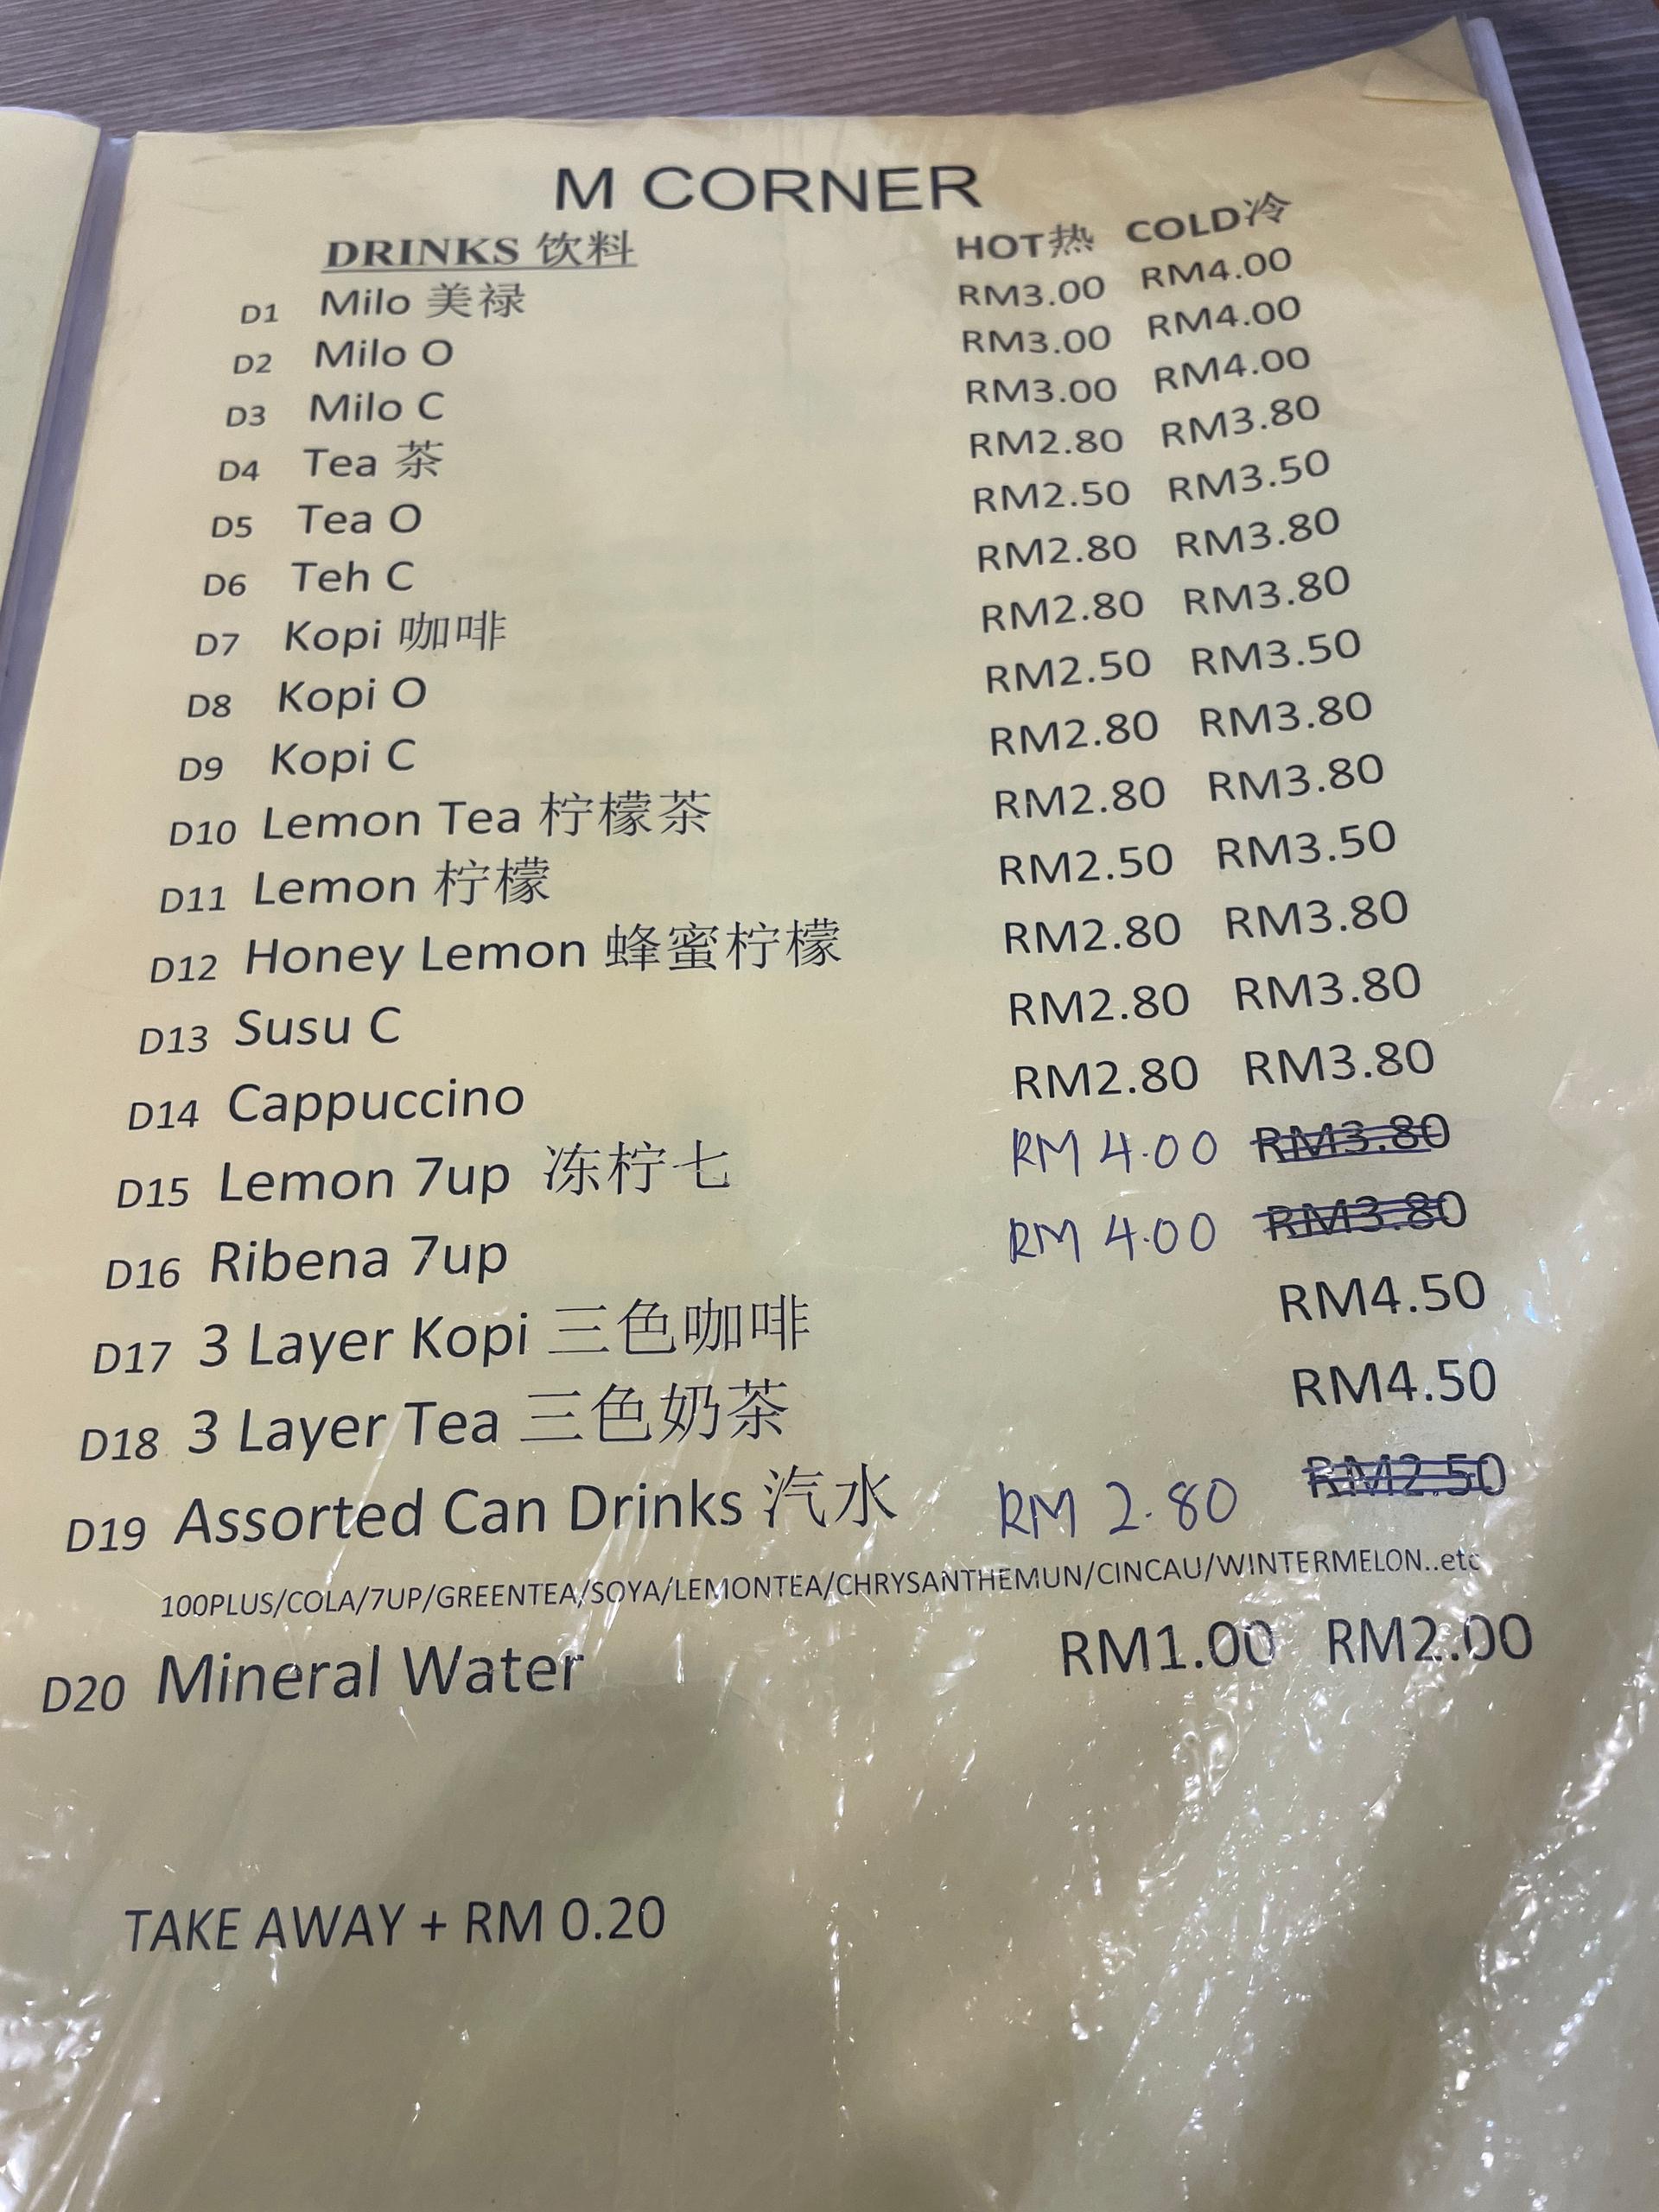 M CORNER
DRINKS 饮料 HOT热 COLD冷
D1 Milo 美禄 RM3.00 RM4.00
D2 Milo O RM3.00 RM4.00
D3 Milo C RM3.00 RM4.00
D4 Tea 茶 RM2.80 RM3.80
D5 Tea O RM2.50 RM3.50
D6 Teh C RM2.80 RM3.80
D7 Kopi 咖啡 RM2.80 RM3.80
D8 Kopi O RM2.50 RM3.50
D9 Kopi C RM2.80 RM3.80
D10 Lemon Tea 柠檬茶 RM2.80 RM3.80
D11 Lemon 柠檬 RM2.50 RM3.50
D12 Honey Lemon 蜂蜜柠檬 RM2.80 RM3.80
D13 Susu C RM2.80 RM3.80
D14 Cappuccino RM2.80 RM3.80
D15 Lemon 7up 冻柠七 RM 4.00 RM3.80
D16 Ribena 7up RM 4.00 RM3.80
D17 3 Layer Kopi 三色咖啡 RM4.50
D18 3 Layer Tea 三色奶茶 RM4.50
D19 Assorted Can Drinks 汽水 RM 2.80 RM2.50
100PLUS/COLA/7UP/GREENTEA/SOYA/LEMONTEA/CHRYSANTHEMUN/CINCAU/WINTERMELON..etc
D20 Mineral Water RM1.00 RM2.00
TAKE AWAY + RM 0.20